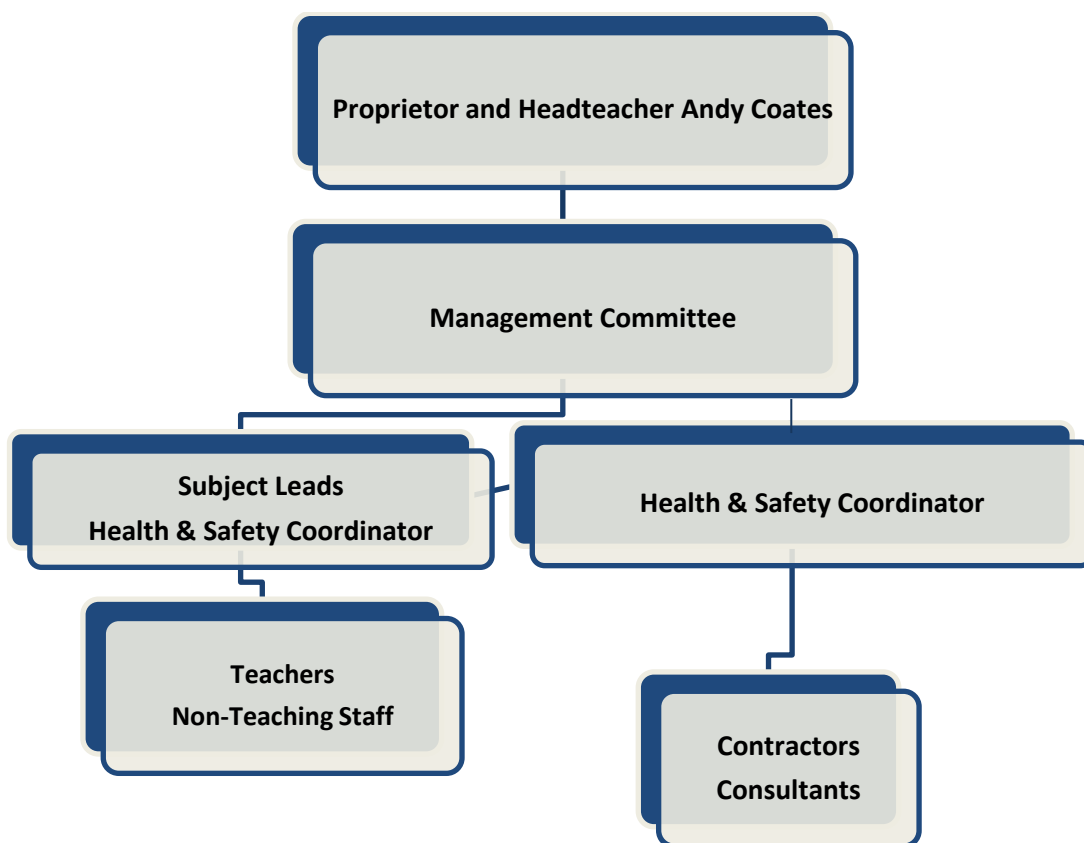 Proprietor and Headteacher Andy Coates
Management Committee
Subject Leads
Health & Safety Coordinator
Health & Safety Coordinator
Teachers
Non-Teaching Staff
Contractors
Consultants